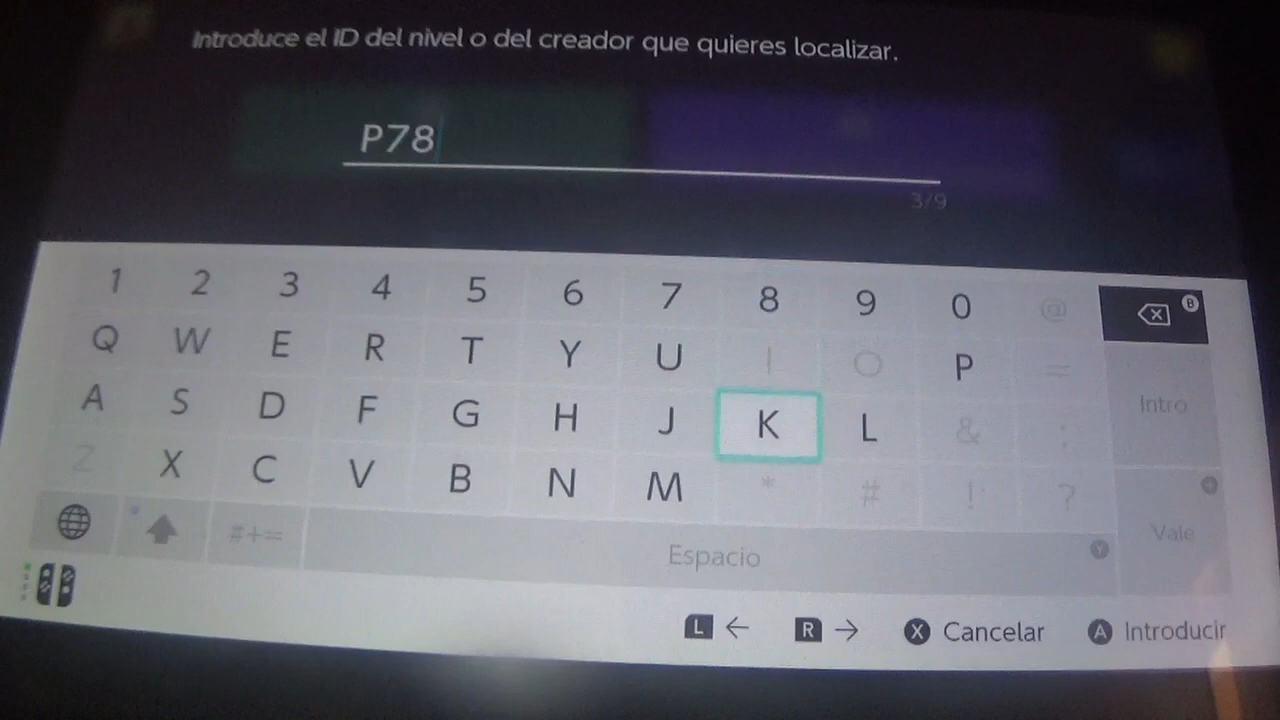 Introduce el ID del nivel o del creador que quieres localizar.
P78
3/9
1 2 3 4 5 6 7 8 9 0 @ B
Q W E R T Y U I O P =
A S D F G H J K L & ; Intro
Z X C V B N M * # ! ? +
#+= Espacio Y Vale
L ← R → X Cancelar A Introducir